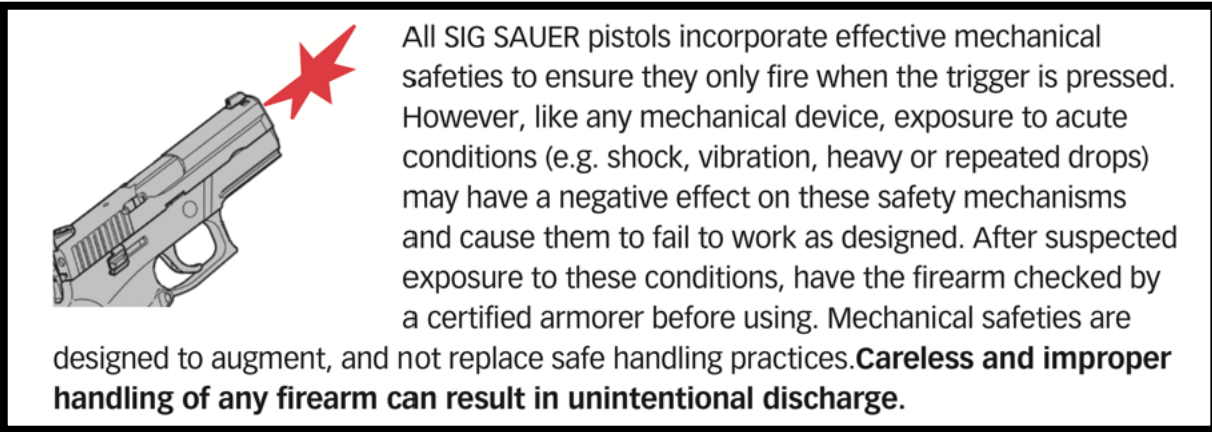 All SIG SAUER pistols incorporate effective mechanical
safeties to ensure they only fire when the trigger is pressed.
However, like any mechanical device, exposure to acute
conditions (e.g. shock, vibration, heavy or repeated drops)
may have a negative effect on these safety mechanisms
and cause them to fail to work as designed. After suspected
exposure to these conditions, have the firearm checked by
a certified armorer before using. Mechanical safeties are
designed to augment, and not replace safe handling practices.Careless and improper
handling of any firearm can result in unintentional discharge.